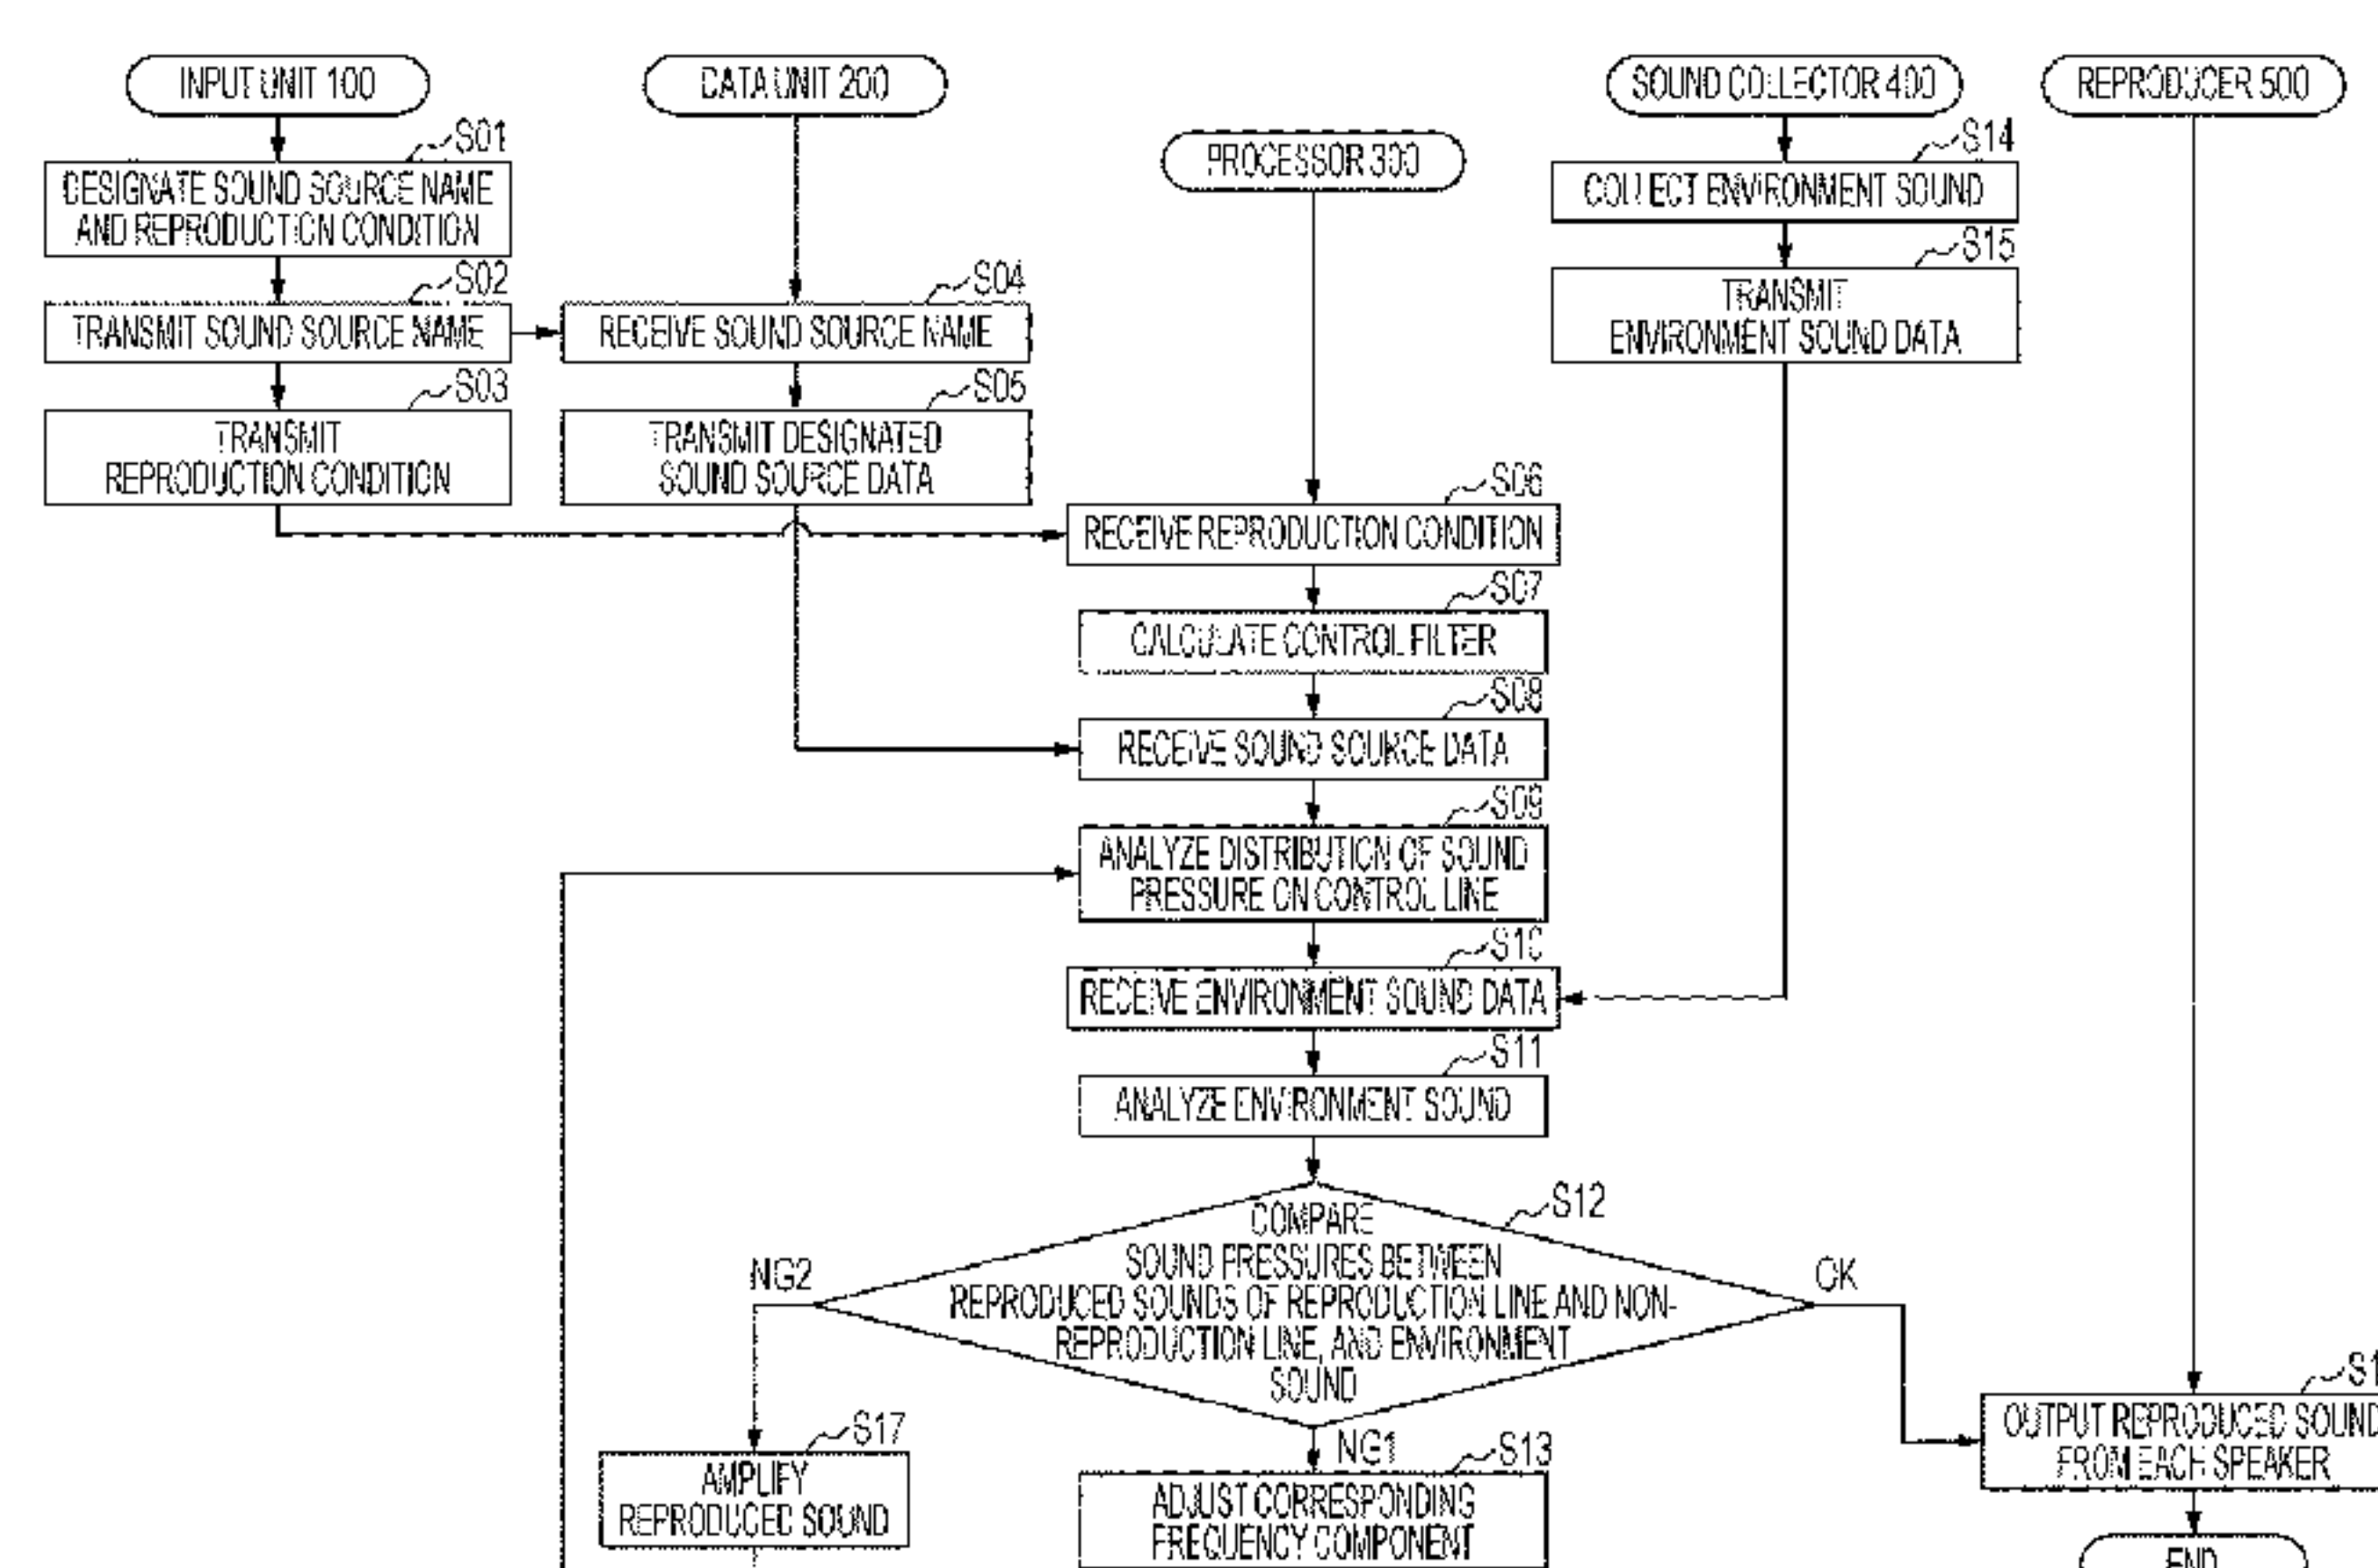 INPUT UNIT 100
DATA UNIT 200
PROCESSOR 300
SOUND COLLECTOR 400
REPRODUCER 500
S01
DESIGNATE SOUND SOURCE NAME
AND REPRODUCTION CONDITION
S02
TRANSMIT SOUND SOURCE NAME
S03
TRANSMIT
REPRODUCTION CONDITION
S04
RECEIVE SOUND SOURCE NAME
S05
TRANSMIT DESIGNATED
SOUND SOURCE DATA
S14
COLLECT ENVIRONMENT SOUND
S15
TRANSMIT
ENVIRONMENT SOUND DATA
S06
RECEIVE REPRODUCTION CONDITION
S07
CALCULATE CONTROL FILTER
S08
RECEIVE SOUND SOURCE DATA
S09
ANALYZE DISTRIBUTION OF SOUND
PRESSURE ON CONTROL LINE
S10
RECEIVE ENVIRONMENT SOUND DATA
S11
ANALYZE ENVIRONMENT SOUND
S12
COMPARE
SOUND PRESSURES BETWEEN
REPRODUCED SOUNDS OF REPRODUCTION LINE AND NON-
REPRODUCTION LINE, AND ENVIRONMENT
SOUND
NG2
OK
NG1
S17
AMPLIFY
REPRODUCED SOUND
S13
ADJUST CORRESPONDING
FREQUENCY COMPONENT
OUTPUT REPRODUCED SOUND
FROM EACH SPEAKER
END